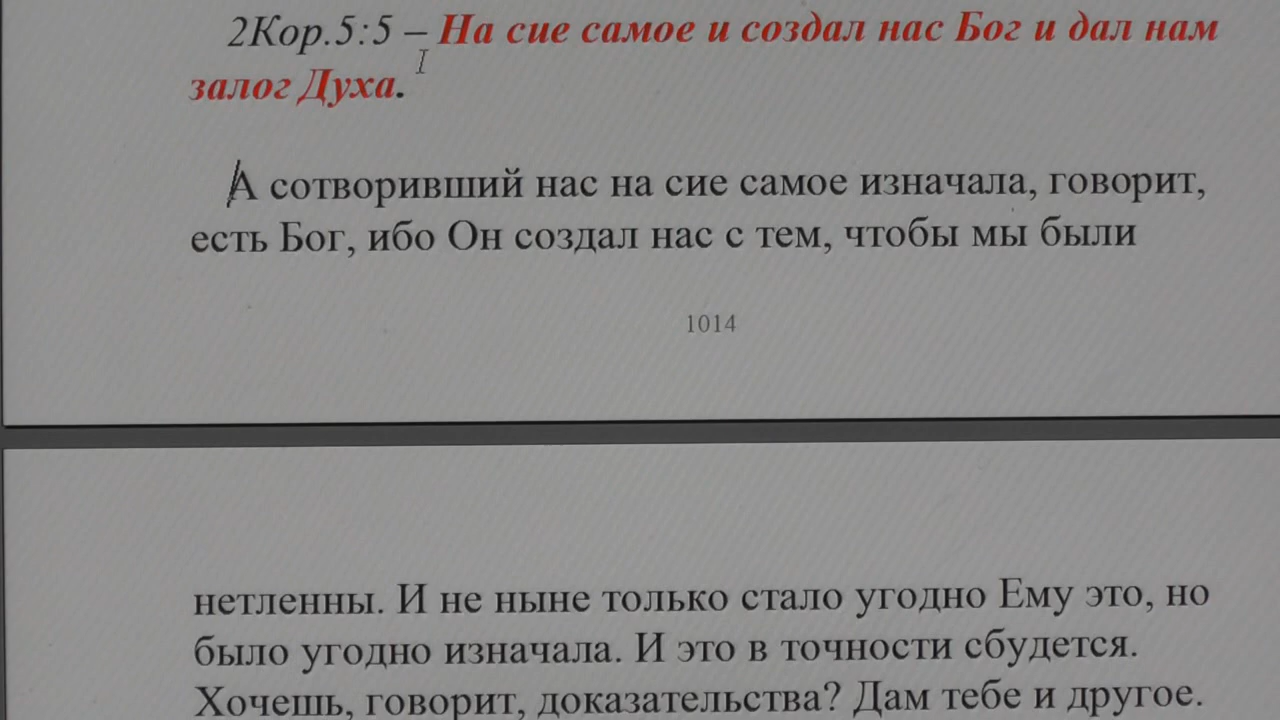 2Кор.5:5 – На сие самое и создал нас Бог и дал нам
залог Духа.
А сотворивший нас на сие самое изначала, говорит,
есть Бог, ибо Он создал нас с тем, чтобы мы были
1014
нетленны. И не ныне только стало угодно Ему это, но
было угодно изначала. И это в точности сбудется.
Хочешь, говорит, доказательства? Дам тебе и другое.